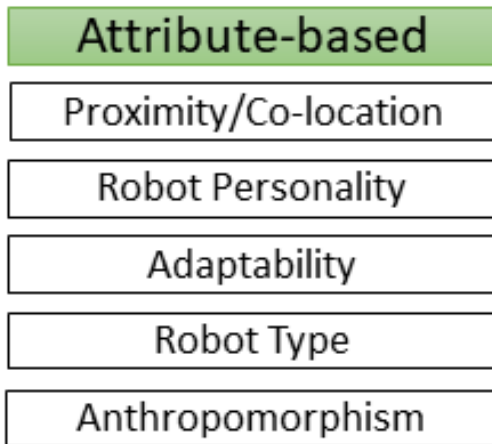 Attribute-based
Proximity/Co-location
Robot Personality
Adaptability
Robot Type
Anthropomorphism